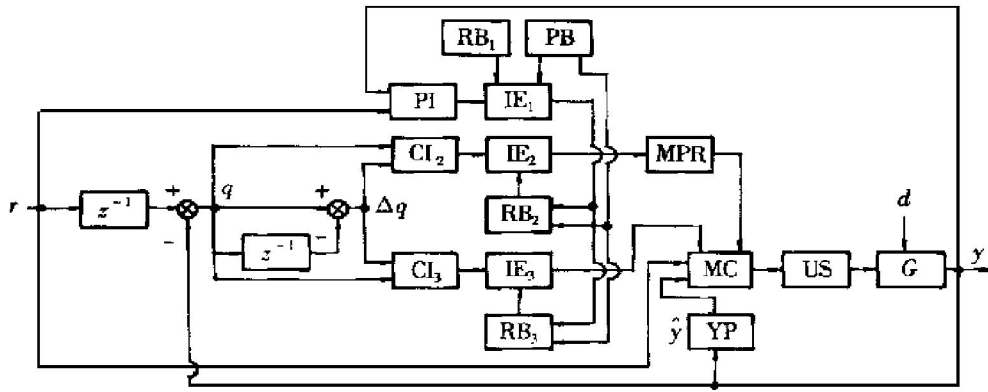 RB₁ PB
PI IE₁
CI₂ IE₂ MPR
r z⁻¹ + q + Δq RB₂ d
− z⁻¹ − CI₃ IE₃ MC US G y
RB₃ ŷ YP